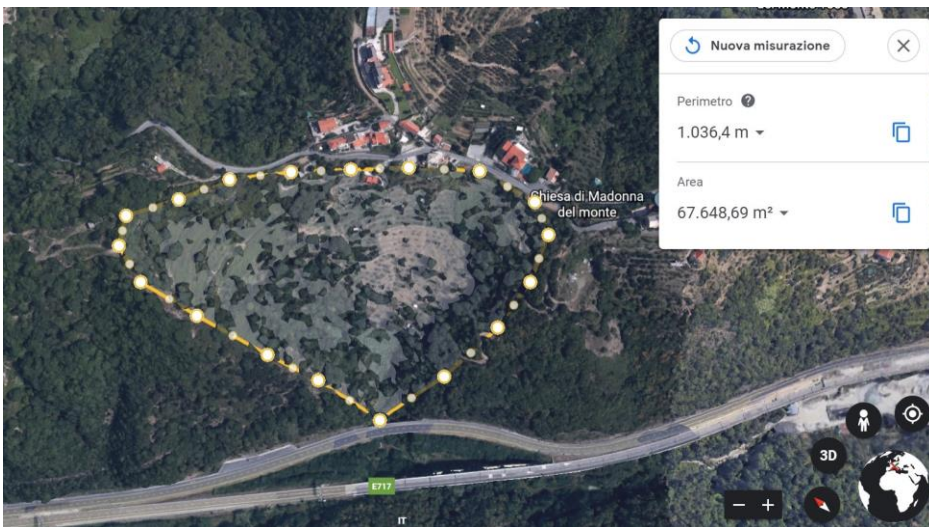 Nuova misurazione
Perimetro ?
1.036,4 m
Area
67.648,69 m²
Chiesa di Madonna
del monte
3D
E717
IT